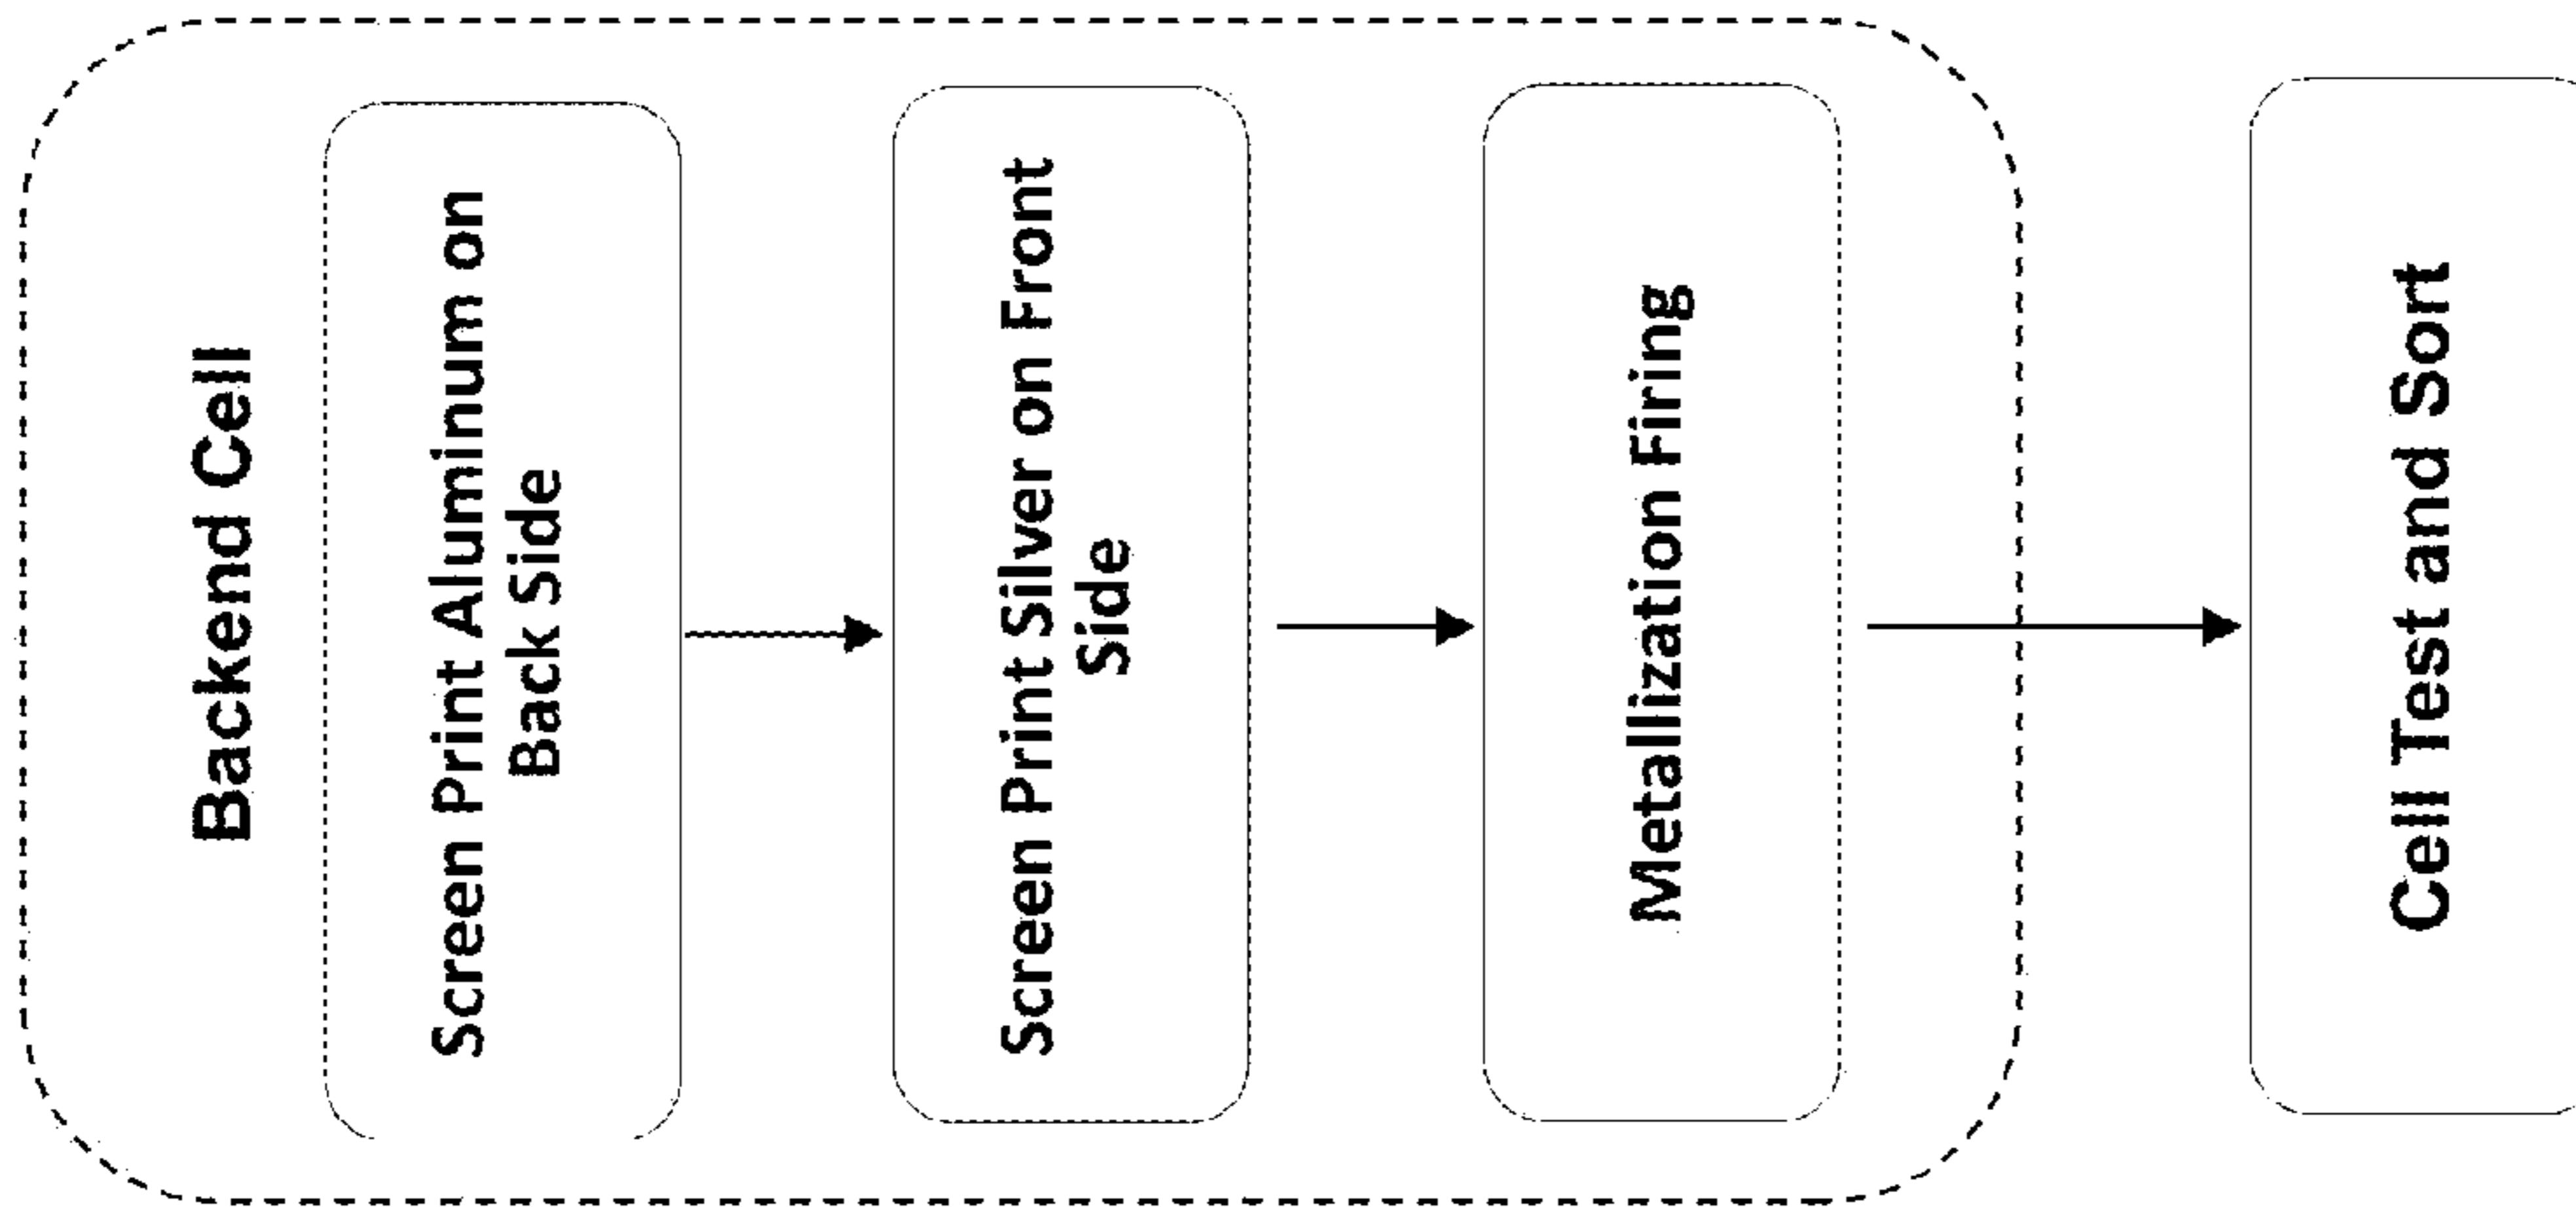 Backend Cell
Screen Print Aluminum on
Back Side
Screen Print Silver on Front
Side
Metallization Firing
Cell Test and Sort